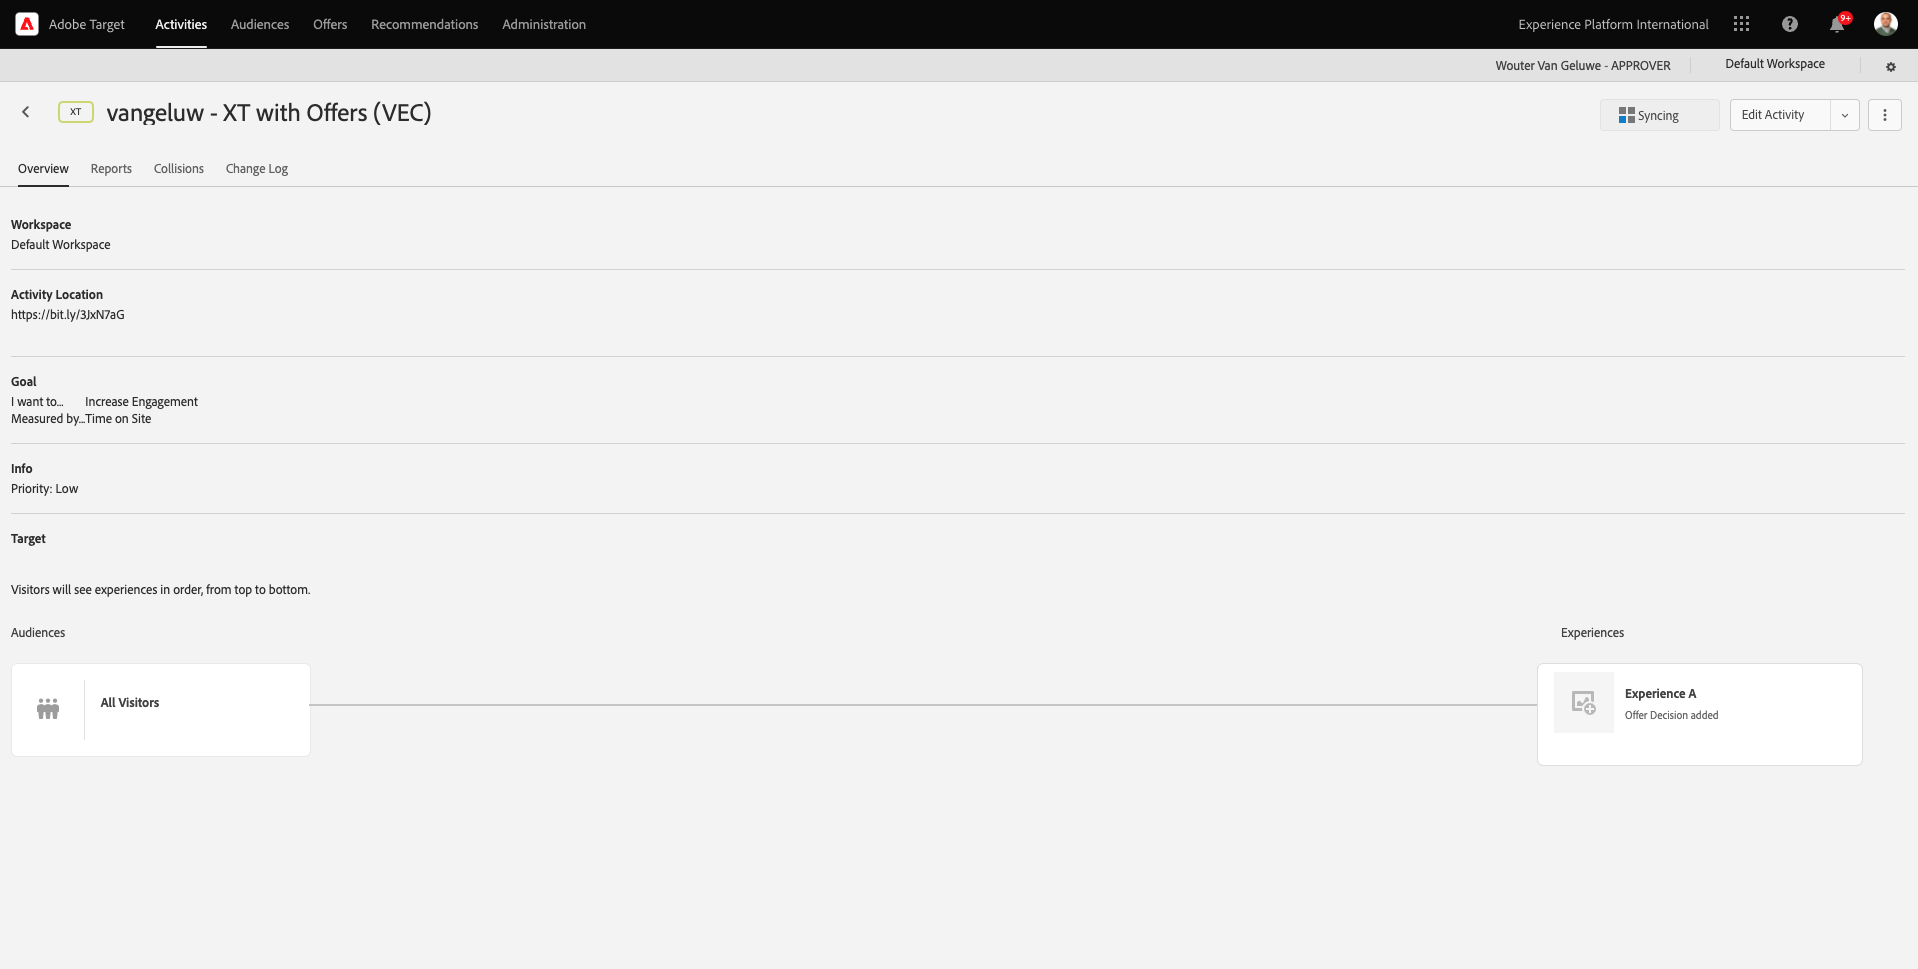 Adobe Target Activities Audiences Offers Recommendations Administration Experience Platform International 9+
Wouter Van Geluwe - APPROVER Default Workspace
XT vangeluw - XT with Offers (VEC) Syncing Edit Activity
Overview Reports Collisions Change Log
Workspace
Default Workspace
Activity Location
https://bit.ly/3JxN7aG
Goal
I want to... Increase Engagement
Measured by...Time on Site
Info
Priority: Low
Target
Visitors will see experiences in order, from top to bottom.
Audiences Experiences
All Visitors
Experience A
Offer Decision added